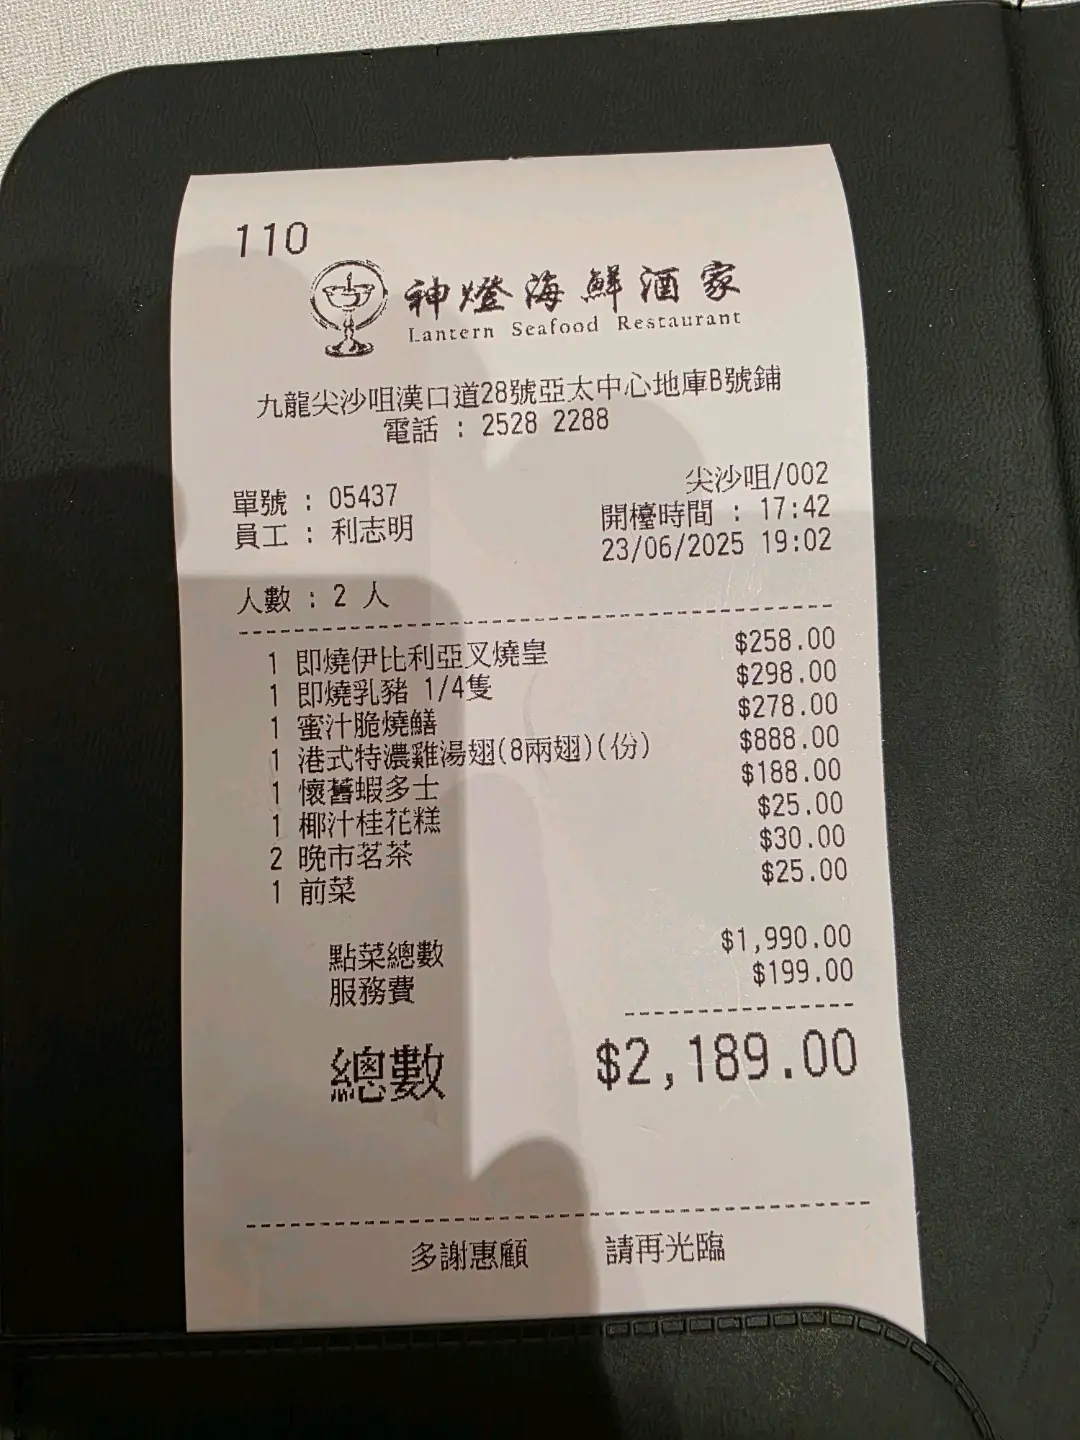 110
神燈海鮮酒家
Lantern Seafood Restaurant
九龍尖沙咀漢口道28號亞太中心地庫B號鋪
電話 : 2528 2288
尖沙咀/002
單號 : 05437
開檯時間 : 17:42
員工 : 利志明
23/06/2025 19:02
人數 : 2 人
1 即燒伊比利亞叉燒皇 $258.00
1 即燒乳豬 1/4隻 $298.00
1 蜜汁脆燒鱔 $278.00
1 港式特濃雞湯翅(8兩翅)(份) $888.00
1 懷舊蝦多士 $188.00
1 椰汁桂花糕 $25.00
2 晚市茗茶 $30.00
1 前菜 $25.00
點菜總數 $1,990.00
服務費 $199.00
總數 $2,189.00
多謝惠顧 請再光臨